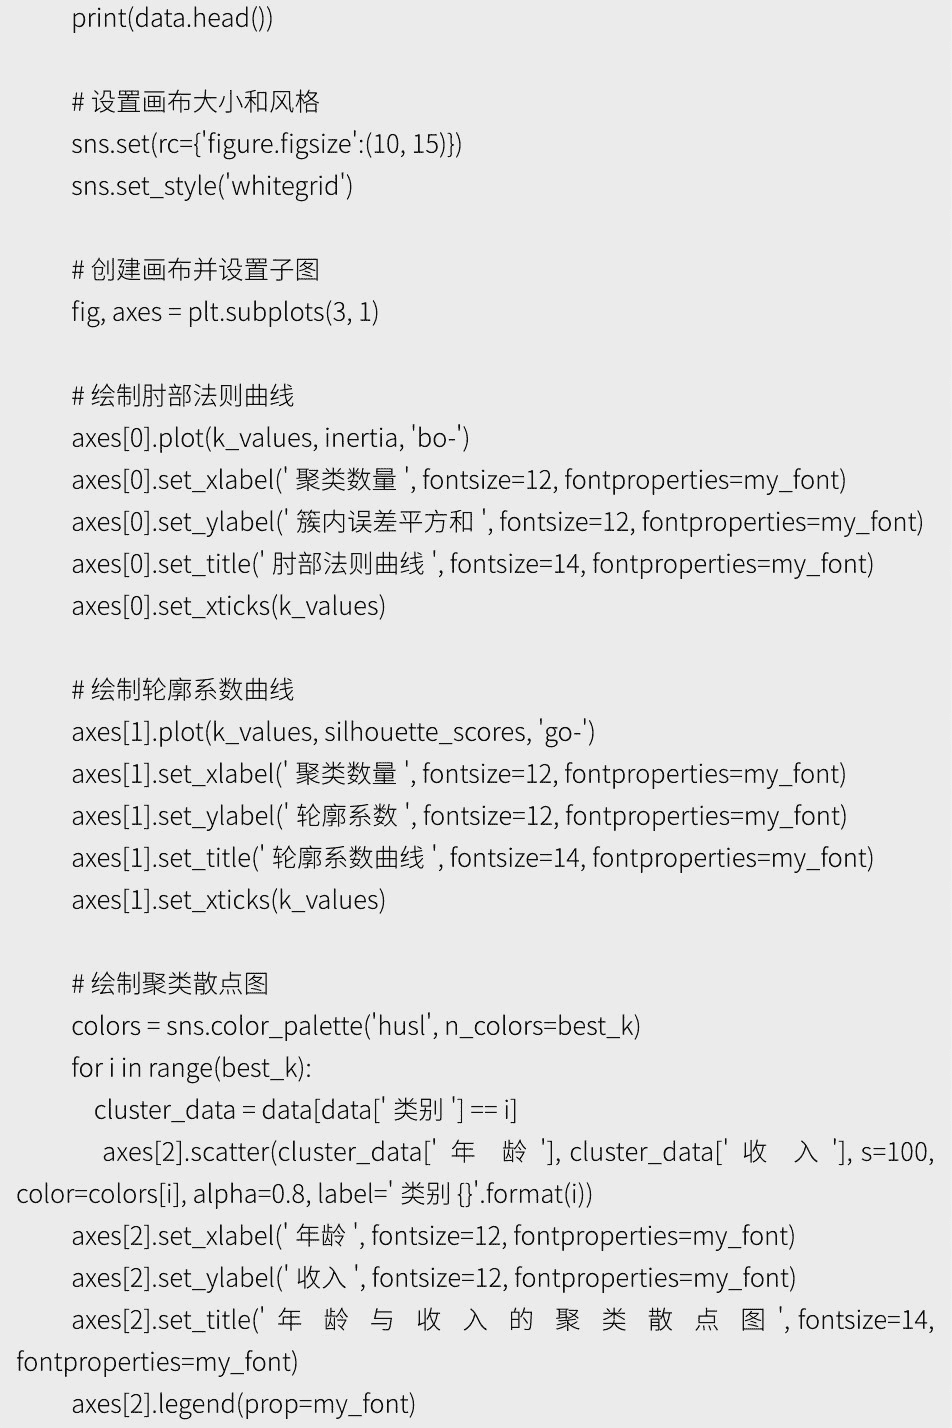 print(data.head())
# 设置画布大小和风格
sns.set(rc={'figure.figsize':(10, 15)})
sns.set_style('whitegrid')
# 创建画布并设置子图
fig, axes = plt.subplots(3, 1)
# 绘制肘部法则曲线
axes[0].plot(k_values, inertia, 'bo-')
axes[0].set_xlabel(' 聚类数量 ', fontsize=12, fontproperties=my_font)
axes[0].set_ylabel(' 簇内误差平方和 ', fontsize=12, fontproperties=my_font)
axes[0].set_title(' 肘部法则曲线 ', fontsize=14, fontproperties=my_font)
axes[0].set_xticks(k_values)
# 绘制轮廓系数曲线
axes[1].plot(k_values, silhouette_scores, 'go-')
axes[1].set_xlabel(' 聚类数量 ', fontsize=12, fontproperties=my_font)
axes[1].set_ylabel(' 轮廓系数 ', fontsize=12, fontproperties=my_font)
axes[1].set_title(' 轮廓系数曲线 ', fontsize=14, fontproperties=my_font)
axes[1].set_xticks(k_values)
# 绘制聚类散点图
colors = sns.color_palette('husl', n_colors=best_k)
for i in range(best_k):
cluster_data = data[data[' 类别 '] == i]
axes[2].scatter(cluster_data[' 年 龄 '], cluster_data[' 收 入 '], s=100,
color=colors[i], alpha=0.8, label=' 类别 {}'.format(i))
axes[2].set_xlabel(' 年龄 ', fontsize=12, fontproperties=my_font)
axes[2].set_ylabel(' 收入 ', fontsize=12, fontproperties=my_font)
axes[2].set_title(' 年 龄 与 收 入 的 聚 类 散 点 图 ', fontsize=14,
fontproperties=my_font)
axes[2].legend(prop=my_font)